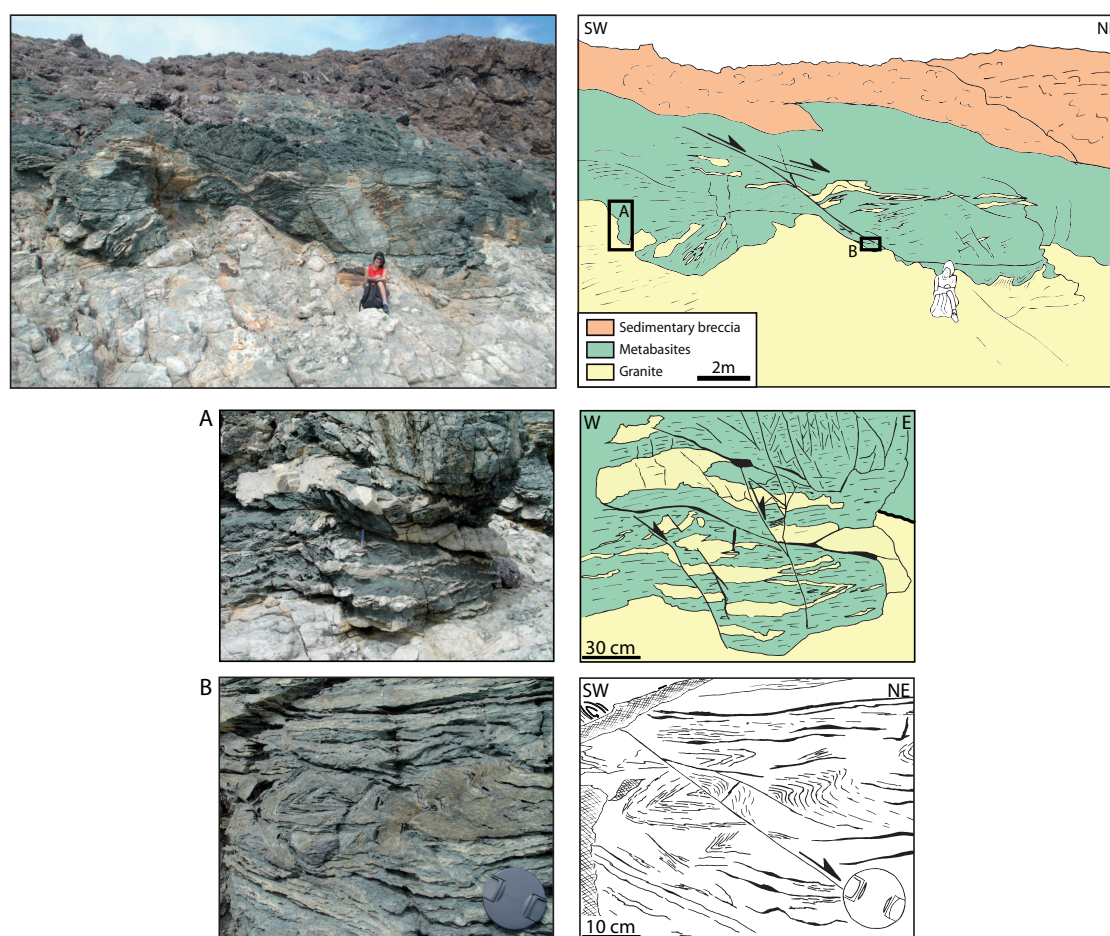 SW
A
B
Sedimentary breccia
Metabasites
Granite
2m
A
W
E
30 cm
B
SW
NE
10 cm